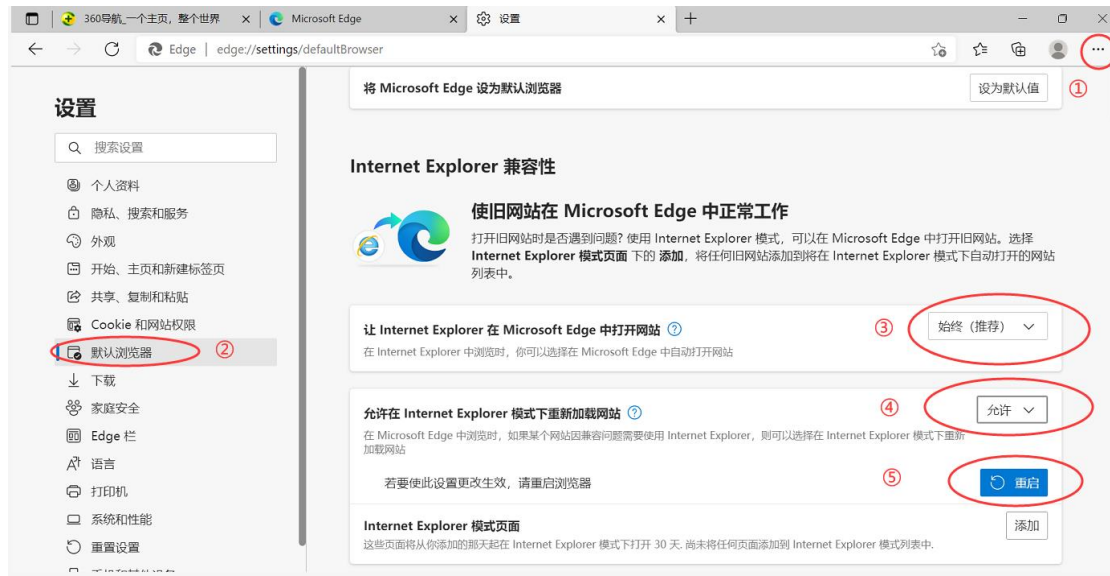 360导航_一个主页，整个世界
Microsoft Edge
设置
Edge | edge://settings/defaultBrowser
设置
搜索设置
个人资料
隐私、搜索和服务
外观
开始、主页和新建标签页
共享、复制和粘贴
Cookie 和网站权限
默认浏览器 ②
下载
家庭安全
Edge 栏
语言
打印机
系统和性能
重置设置
将 Microsoft Edge 设为默认浏览器
设为默认值 ①
Internet Explorer 兼容性
使旧网站在 Microsoft Edge 中正常工作
打开旧网站时是否遇到问题? 使用 Internet Explorer 模式，可以在 Microsoft Edge 中打开旧网站。选择
Internet Explorer 模式页面 下的 添加，将任何旧网站添加到将在 Internet Explorer 模式下自动打开的网站
列表中。
让 Internet Explorer 在 Microsoft Edge 中打开网站
③ 始终（推荐）
在 Internet Explorer 中浏览时，你可以选择在 Microsoft Edge 中自动打开网站
允许在 Internet Explorer 模式下重新加载网站
④ 允许
在 Microsoft Edge 中浏览时，如果某个网站因兼容问题需要使用 Internet Explorer，则可以选择在 Internet Explorer 模式下重新
加载网站
若要使此设置更改生效，请重启浏览器
⑤ 重启
Internet Explorer 模式页面
添加
这些页面将从你添加的那天起在 Internet Explorer 模式下打开 30 天. 尚未将任何页面添加到 Internet Explorer 模式列表中.